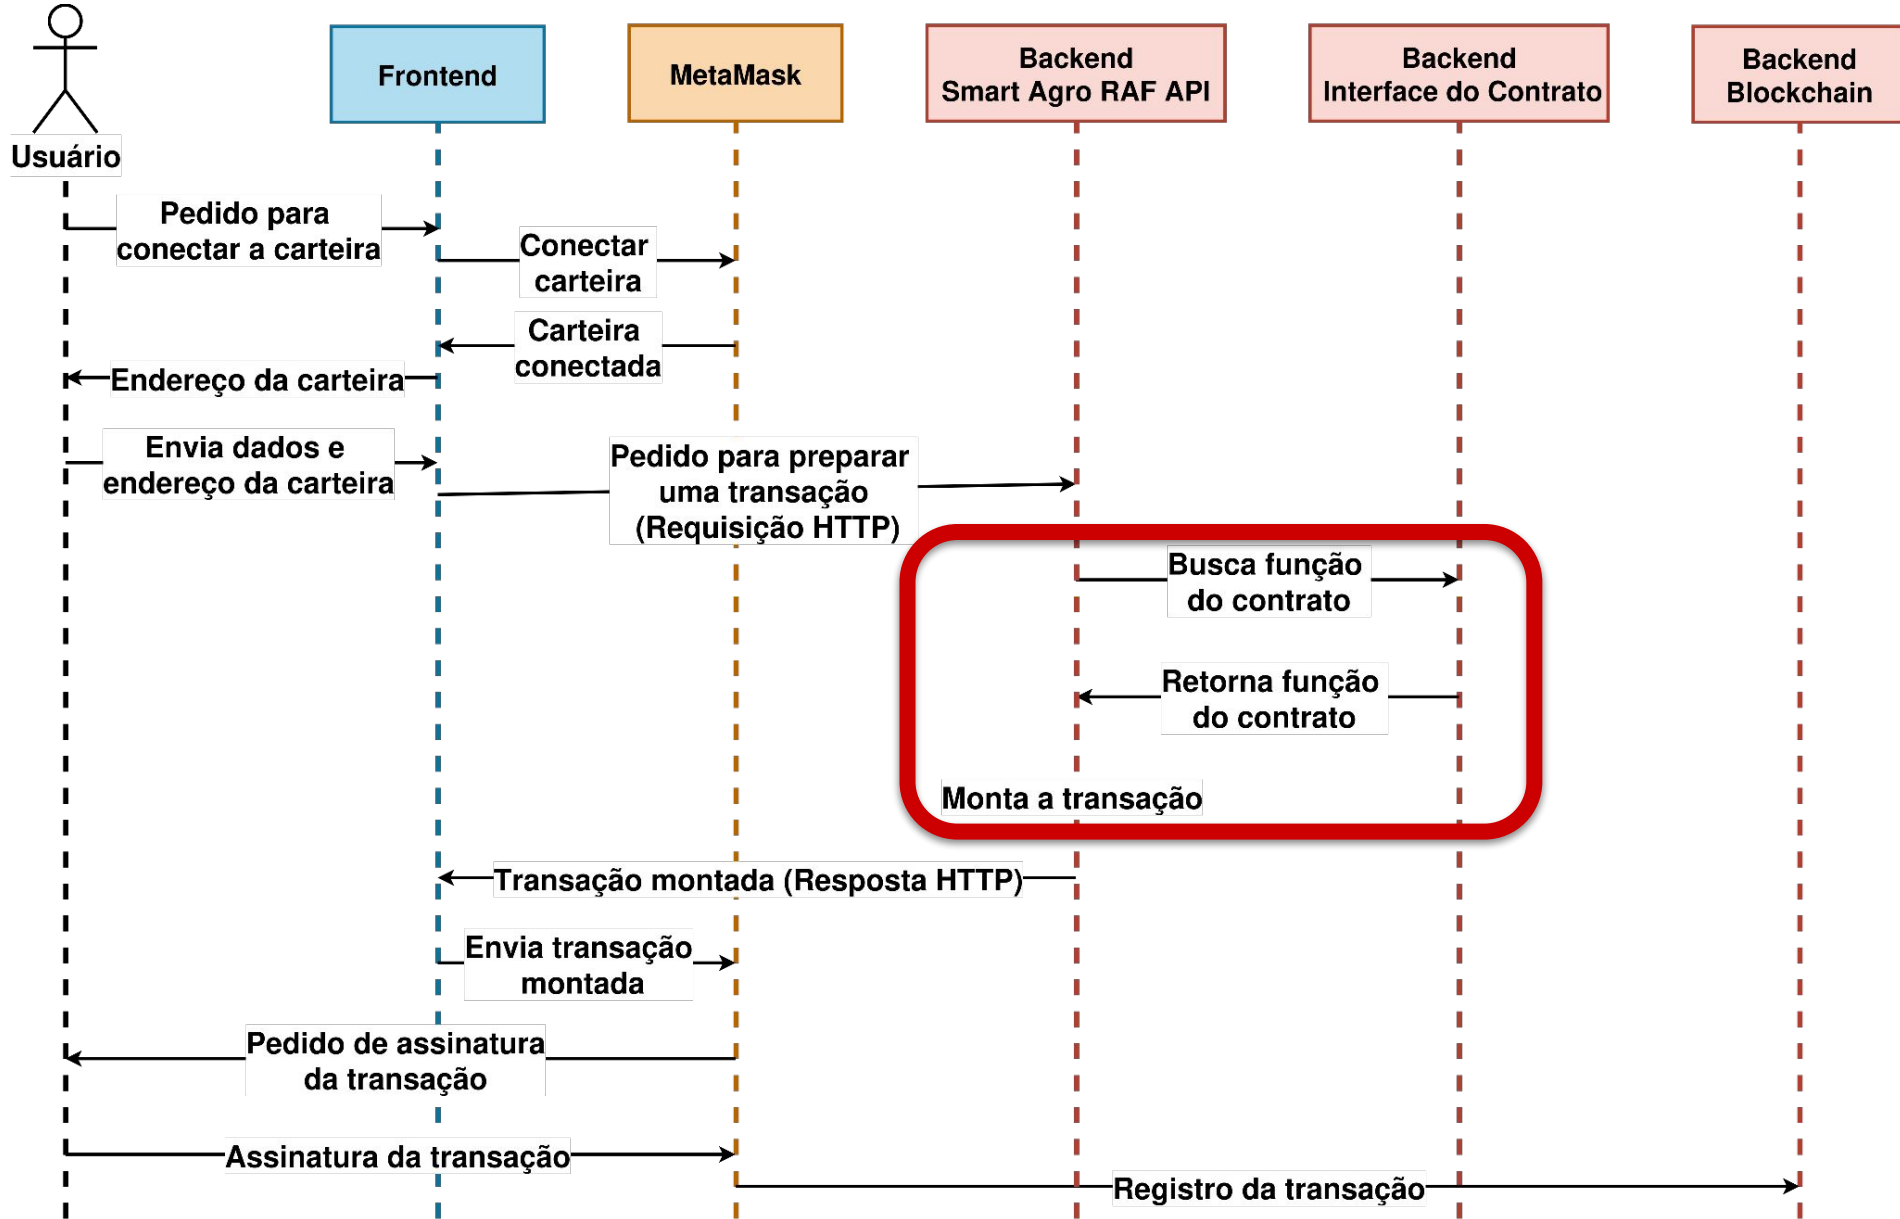 Usuário
Frontend
MetaMask
Backend
Smart Agro RAF API
Backend
Interface do Contrato
Backend
Blockchain
Pedido para
conectar a carteira
Conectar
carteira
Carteira
conectada
Endereço da carteira
Envia dados e
endereço da carteira
Pedido para preparar
uma transação
(Requisição HTTP)
Busca função
do contrato
Retorna função
do contrato
Monta a transação
Transação montada (Resposta HTTP)
Envia transação
montada
Pedido de assinatura
da transação
Assinatura da transação
Registro da transação